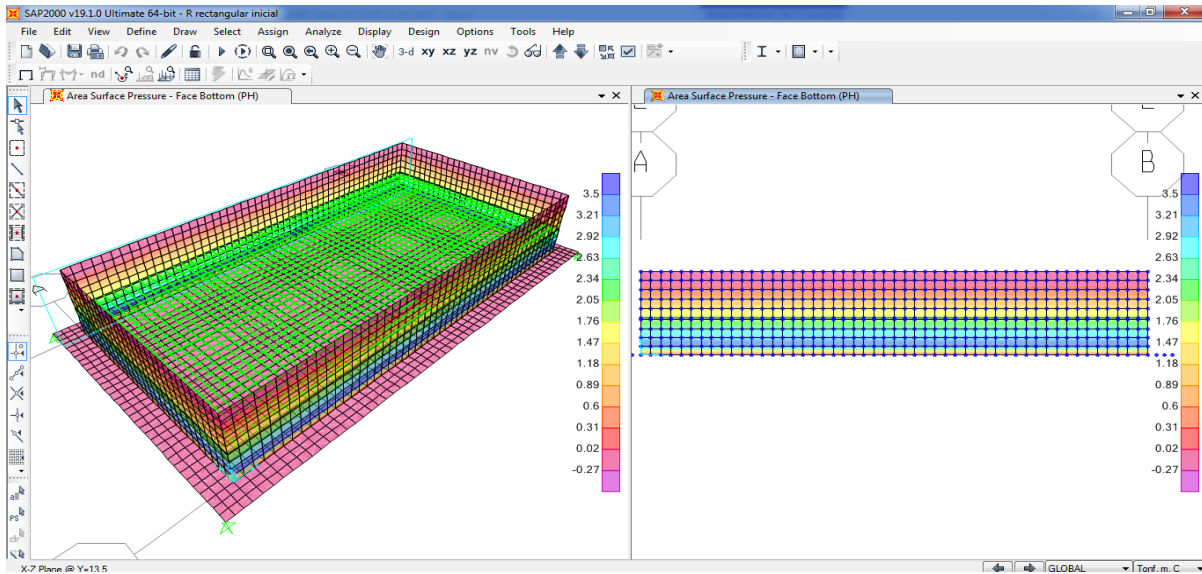 SAP2000 v19.1.0 Ultimate 64-bit - R rectangular inicial
File Edit View Define Draw Select Assign Analyze Display Design Options Tools Help
3-d xy xz yz nv
nd
Area Surface Pressure - Face Bottom (PH)
Area Surface Pressure - Face Bottom (PH)
A
B
3.5
3.21
2.92
2.63
2.34
2.05
1.76
1.47
1.18
0.89
0.6
0.31
0.02
-0.27
3.5
3.21
2.92
2.63
2.34
2.05
1.76
1.47
1.18
0.89
0.6
0.31
0.02
-0.27
all
PS
clr
X-Z Plane @ Y=13.5
GLOBAL
Tonf, m, C